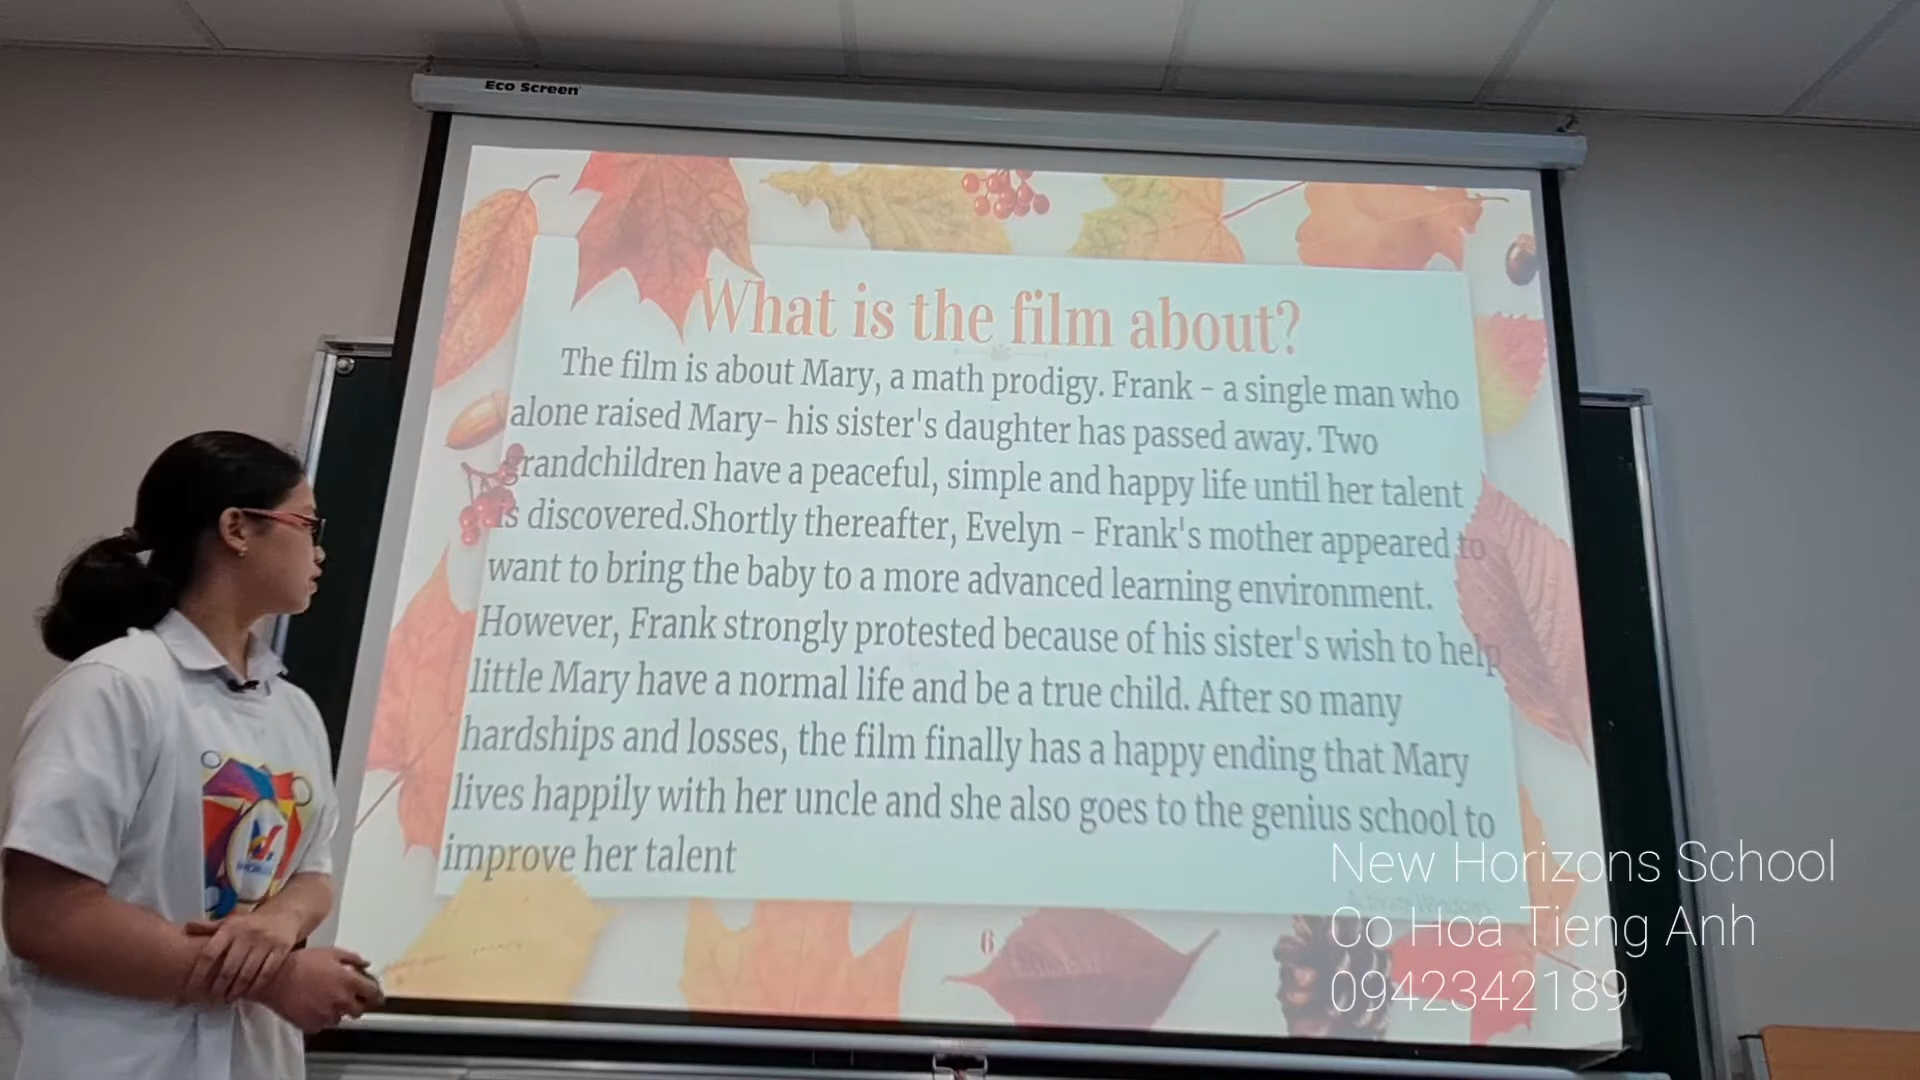 Eco Screen
What is the film about?
The film is about Mary, a math prodigy. Frank – a single man who
alone raised Mary– his sister's daughter has passed away. Two
grandchildren have a peaceful, simple and happy life until her talent
is discovered.Shortly thereafter, Evelyn – Frank's mother appeared to
want to bring the baby to a more advanced learning environment.
However, Frank strongly protested because of his sister's wish to help
little Mary have a normal life and be a true child. After so many
hardships and losses, the film finally has a happy ending that Mary
lives happily with her uncle and she also goes to the genius school to
improve her talent
Activate Windows
6
New Horizons School
Co Hoa Tieng Anh
0942342189